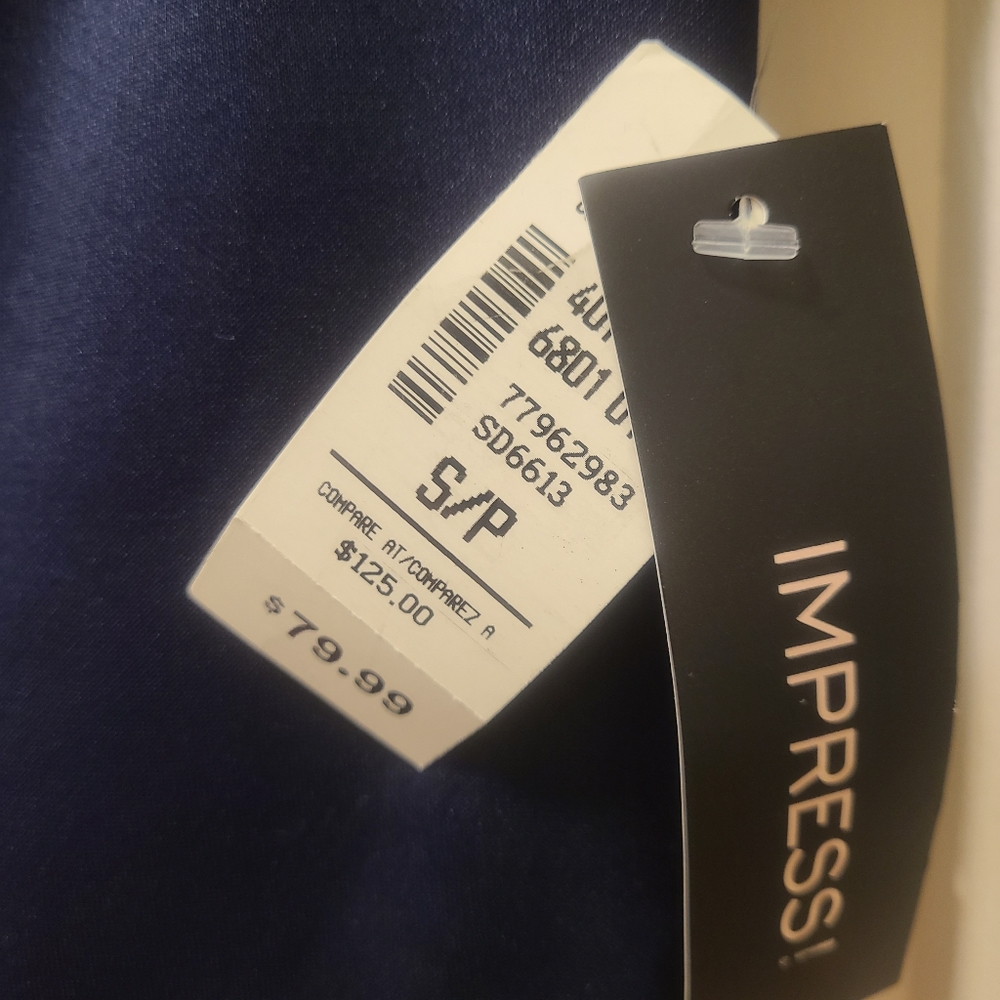 6801
77962983
SD6613
S/P
COMPARE AT/COMPAREZ A
$125.00
$79.99
IMPRESS!